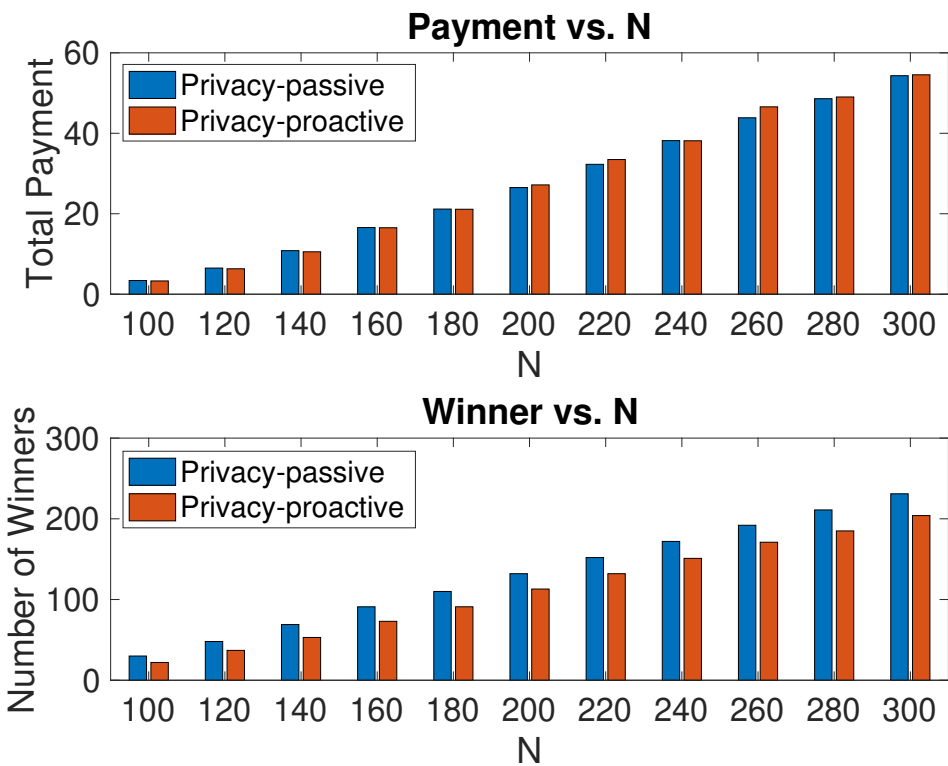 Payment vs. N
60
40
20
0
Total Payment
Privacy-passive
Privacy-proactive
100 120 140 160 180 200 220 240 260 280 300
N
Winner vs. N
300
200
100
0
Number of Winners
Privacy-passive
Privacy-proactive
100 120 140 160 180 200 220 240 260 280 300
N